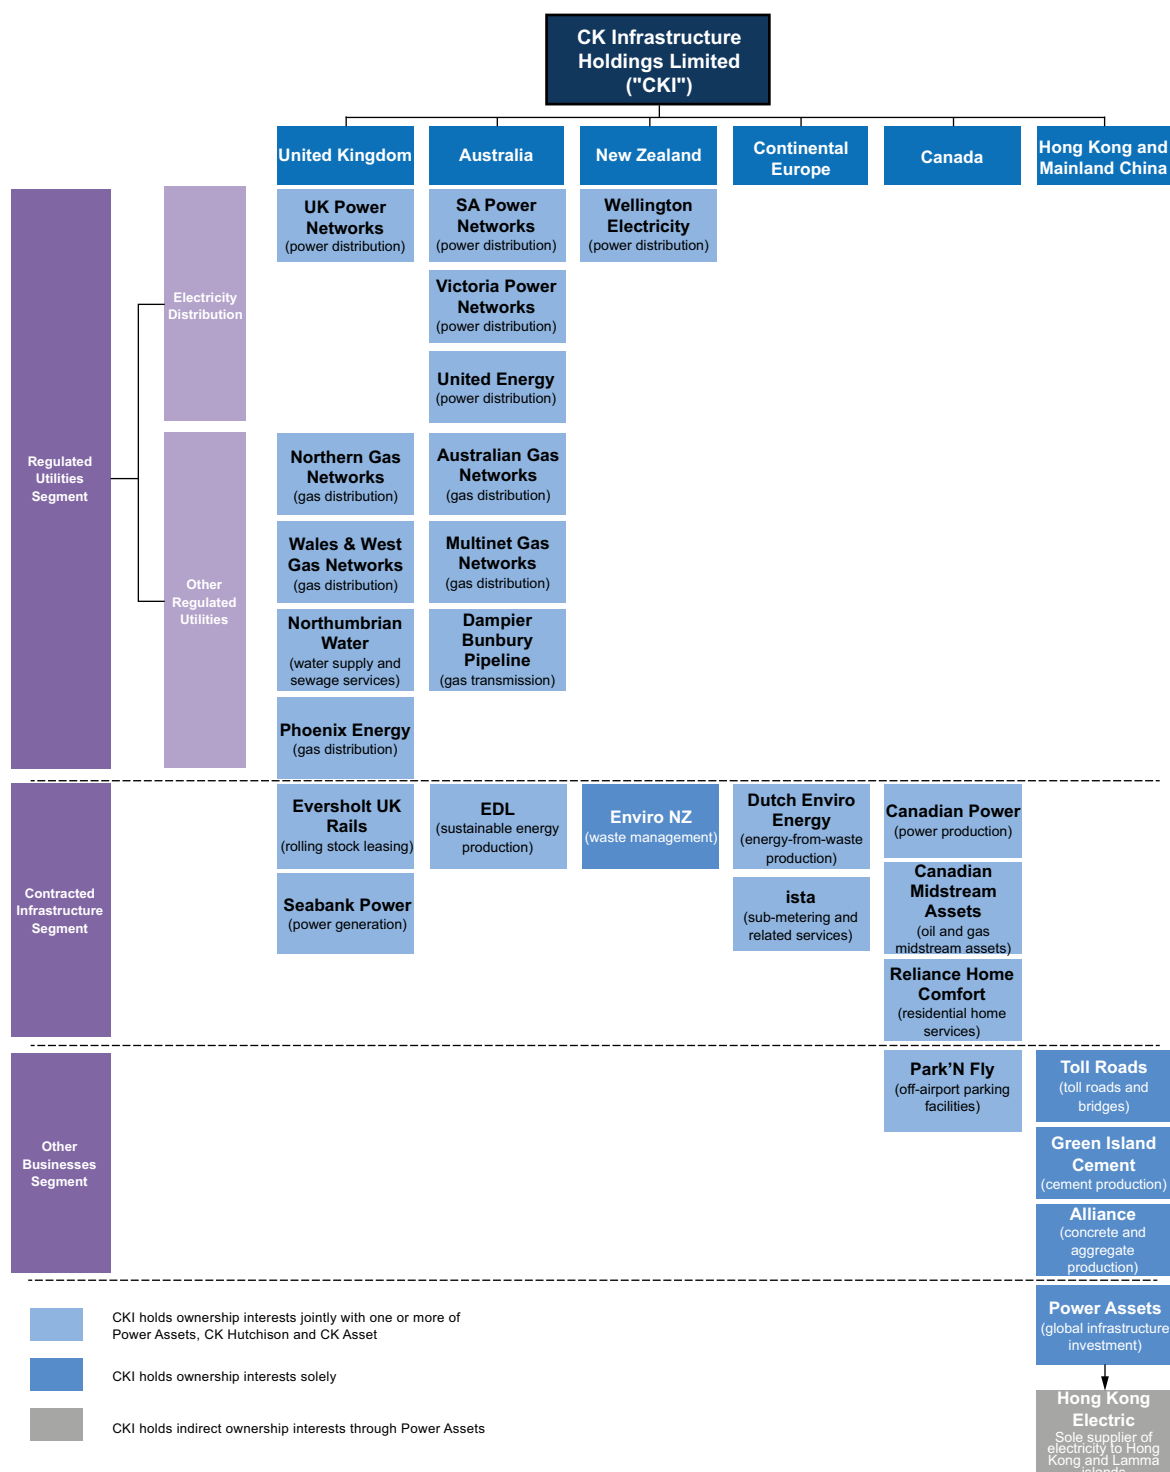 CK Infrastructure
Holdings Limited
("CKI")
United Kingdom
Australia
New Zealand
Continental
Europe
Canada
Hong Kong and
Mainland China
Regulated
Utilities
Segment
Electricity
Distribution
UK Power
Networks
(power distribution)
SA Power
Networks
(power distribution)
Wellington
Electricity
(power distribution)
Victoria Power
Networks
(power distribution)
United Energy
(power distribution)
Other
Regulated
Utilities
Northern Gas
Networks
(gas distribution)
Australian Gas
Networks
(gas distribution)
Wales & West
Gas Networks
(gas distribution)
Multinet Gas
Networks
(gas distribution)
Northumbrian
Water
(water supply and
sewage services)
Dampier
Bunbury
Pipeline
(gas transmission)
Phoenix Energy
(gas distribution)
Contracted
Infrastructure
Segment
Eversholt UK
Rails
(rolling stock leasing)
EDL
(sustainable energy
production)
Enviro NZ
(waste management)
Dutch Enviro
Energy
(energy-from-waste
production)
Canadian Power
(power production)
Seabank Power
(power generation)
ista
(sub-metering and
related services)
Canadian
Midstream
Assets
(oil and gas
midstream assets)
Reliance Home
Comfort
(residential home
services)
Other
Businesses
Segment
Park'N Fly
(off-airport parking
facilities)
Toll Roads
(toll roads and
bridges)
Green Island
Cement
(cement production)
Alliance
(concrete and
aggregate
production)
Power Assets
(global infrastructure
investment)
Hong Kong
Electric
Sole supplier of
electricity to Hong
Kong and Lamma
islands
CKI holds ownership interests jointly with one or more of
Power Assets, CK Hutchison and CK Asset
CKI holds ownership interests solely
CKI holds indirect ownership interests through Power Assets